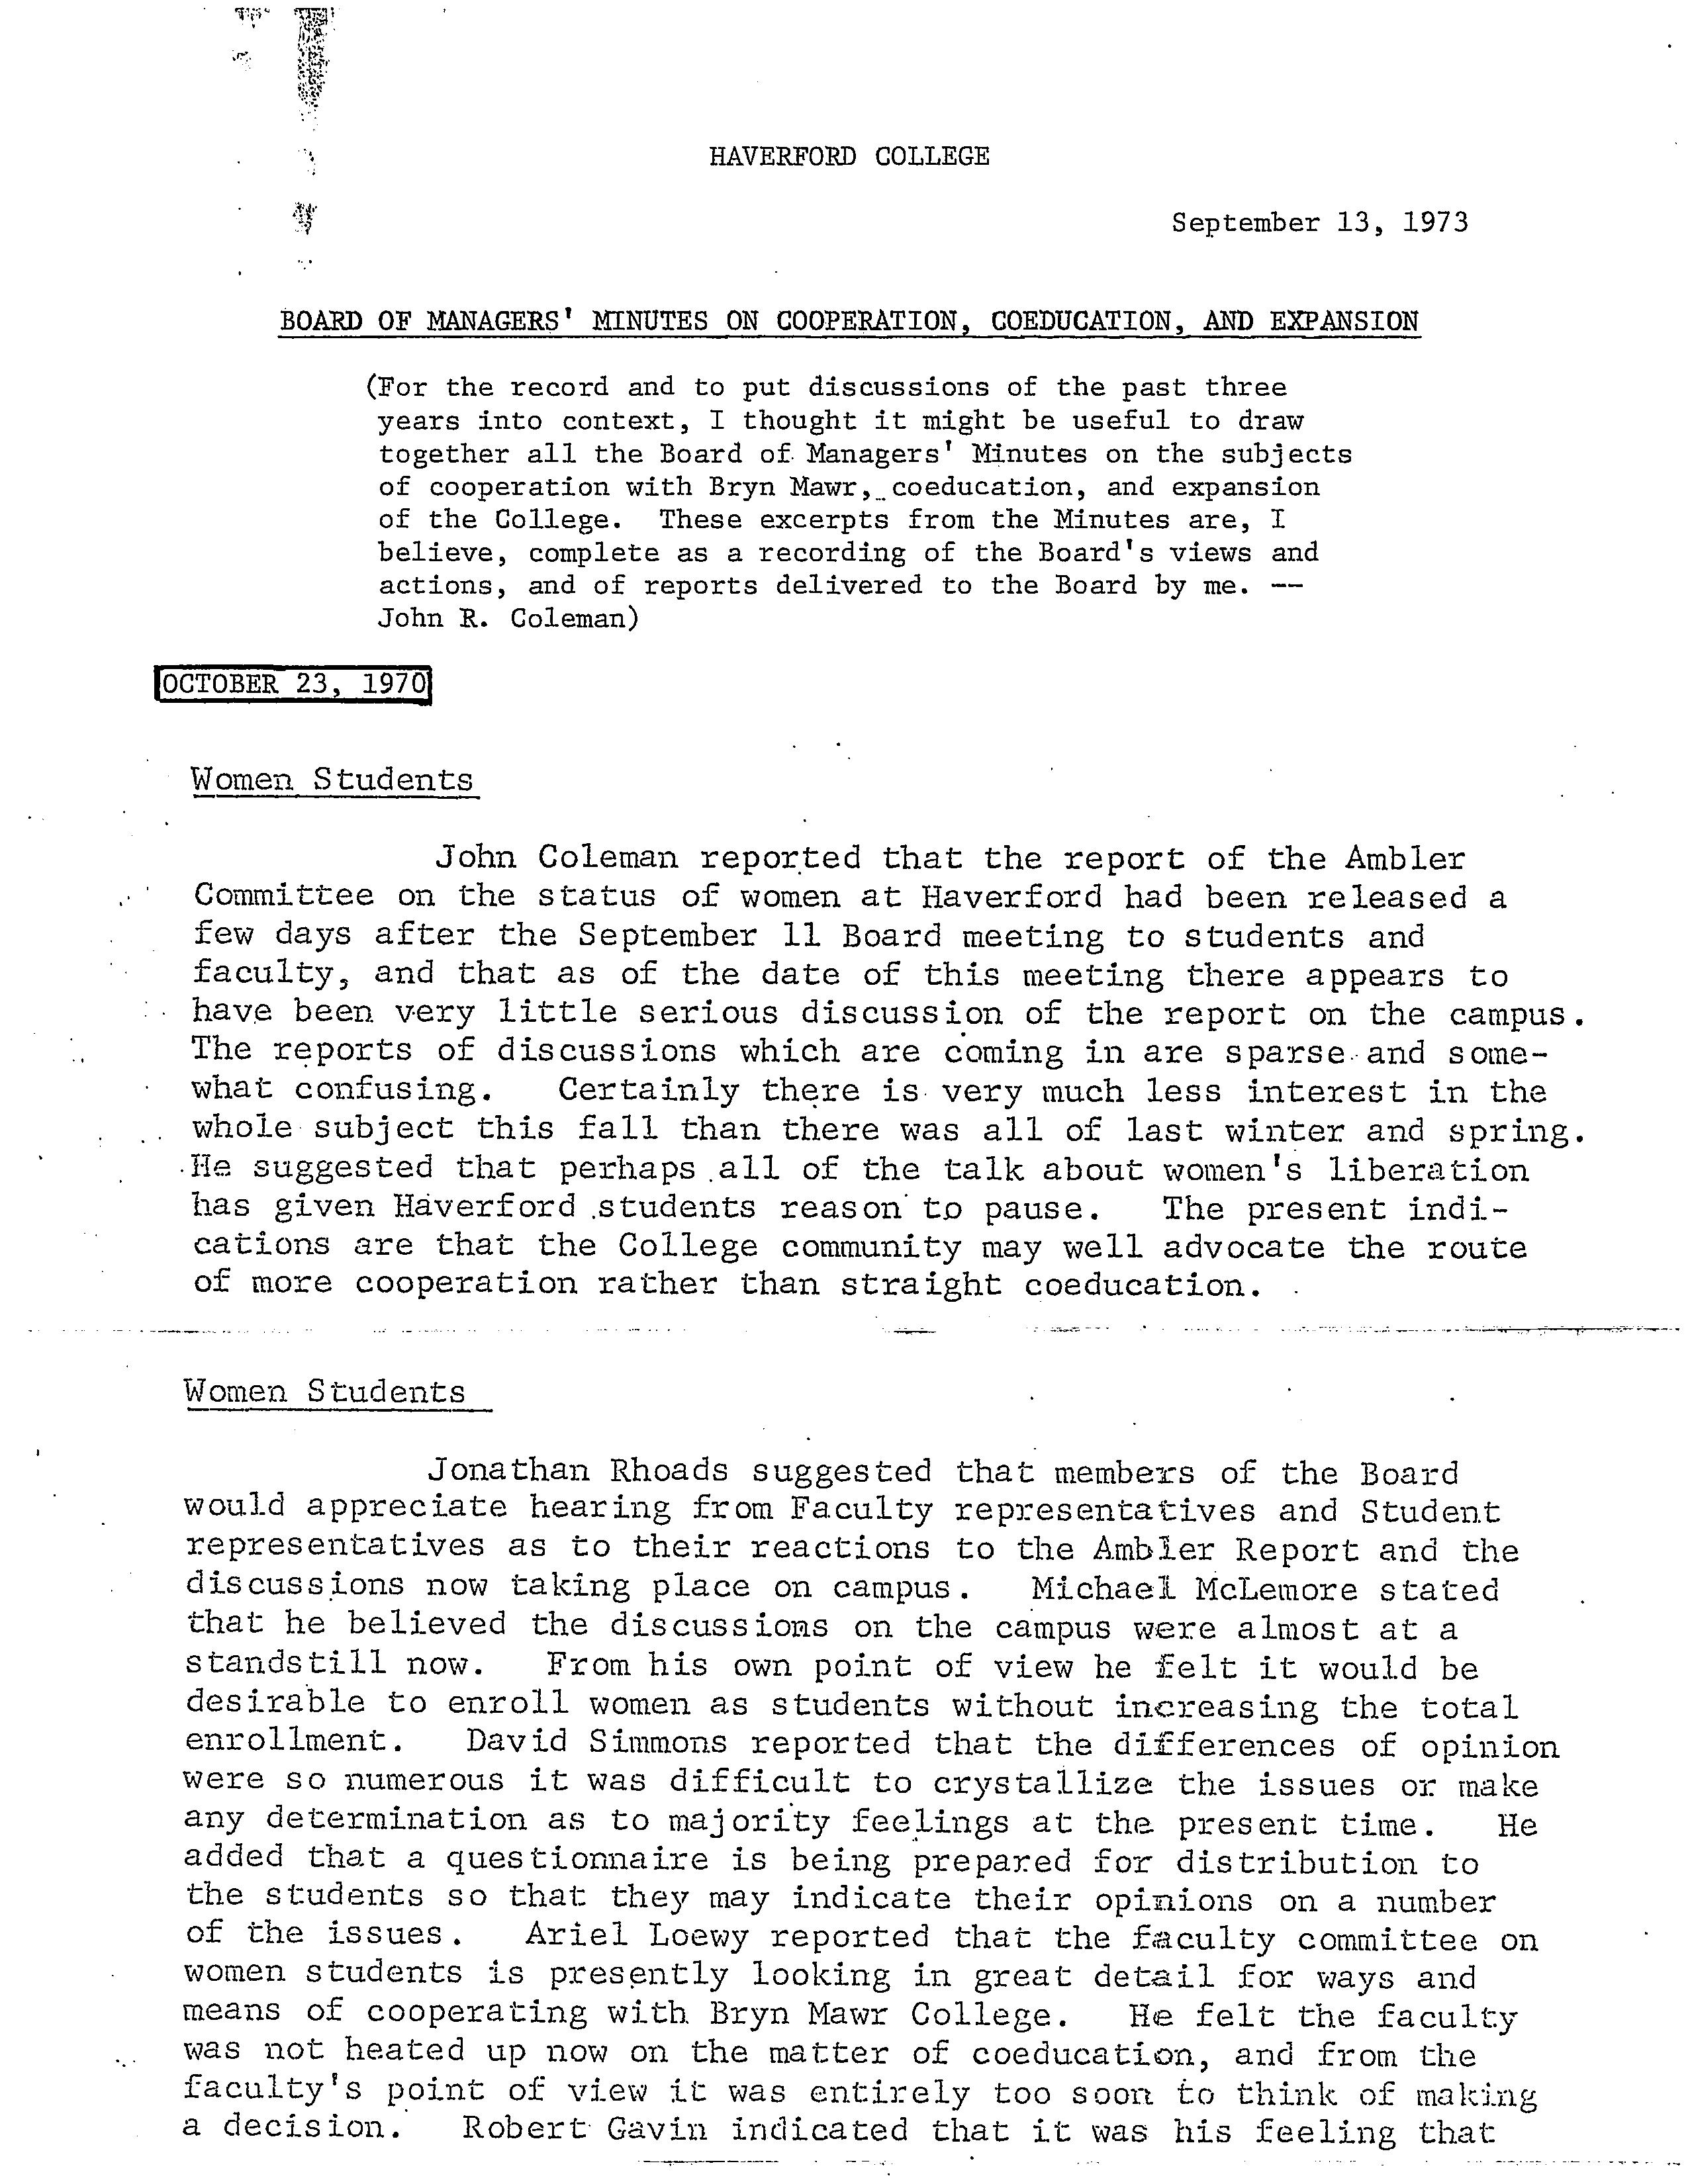 HAVERFORD COLLEGE
September 13, 1973
BOARD OF MANAGERS' MINUTES ON COOPERATION, COEDUCATION, AND EXPANSION
(For the record and to put discussions of the past three
years into context, I thought it might be useful to draw
together all the Board of Managers' Minutes on the subjects
of cooperation with Bryn Mawr, coeducation, and expansion
of the College. These excerpts from the Minutes are, I
believe, complete as a recording of the Board's views and
actions, and of reports delivered to the Board by me. --
John R. Coleman)
OCTOBER 23, 1970
Women Students
John Coleman reported that the report of the Ambler
Committee on the status of women at Haverford had been released a
few days after the September 11 Board meeting to students and
faculty, and that as of the date of this meeting there appears to
have been very little serious discussion of the report on the campus.
The reports of discussions which are coming in are sparse and some-
what confusing. Certainly there is very much less interest in the
whole subject this fall than there was all of last winter and spring.
He suggested that perhaps all of the talk about women's liberation
has given Haverford students reason to pause. The present indi-
cations are that the College community may well advocate the route
of more cooperation rather than straight coeducation.
Women Students
Jonathan Rhoads suggested that members of the Board
would appreciate hearing from Faculty representatives and Student
representatives as to their reactions to the Ambler Report and the
discussions now taking place on campus. Michael McLemore stated
that he believed the discussions on the campus were almost at a
standstill now. From his own point of view he felt it would be
desirable to enroll women as students without increasing the total
enrollment. David Simmons reported that the differences of opinion
were so numerous it was difficult to crystallize the issues or make
any determination as to majority feelings at the present time. He
added that a questionnaire is being prepared for distribution to
the students so that they may indicate their opinions on a number
of the issues. Ariel Loewy reported that the faculty committee on
women students is presently looking in great detail for ways and
means of cooperating with Bryn Mawr College. He felt the faculty
was not heated up now on the matter of coeducation, and from the
faculty's point of view it was entirely too soon to think of making
a decision. Robert Gavin indicated that it was his feeling that